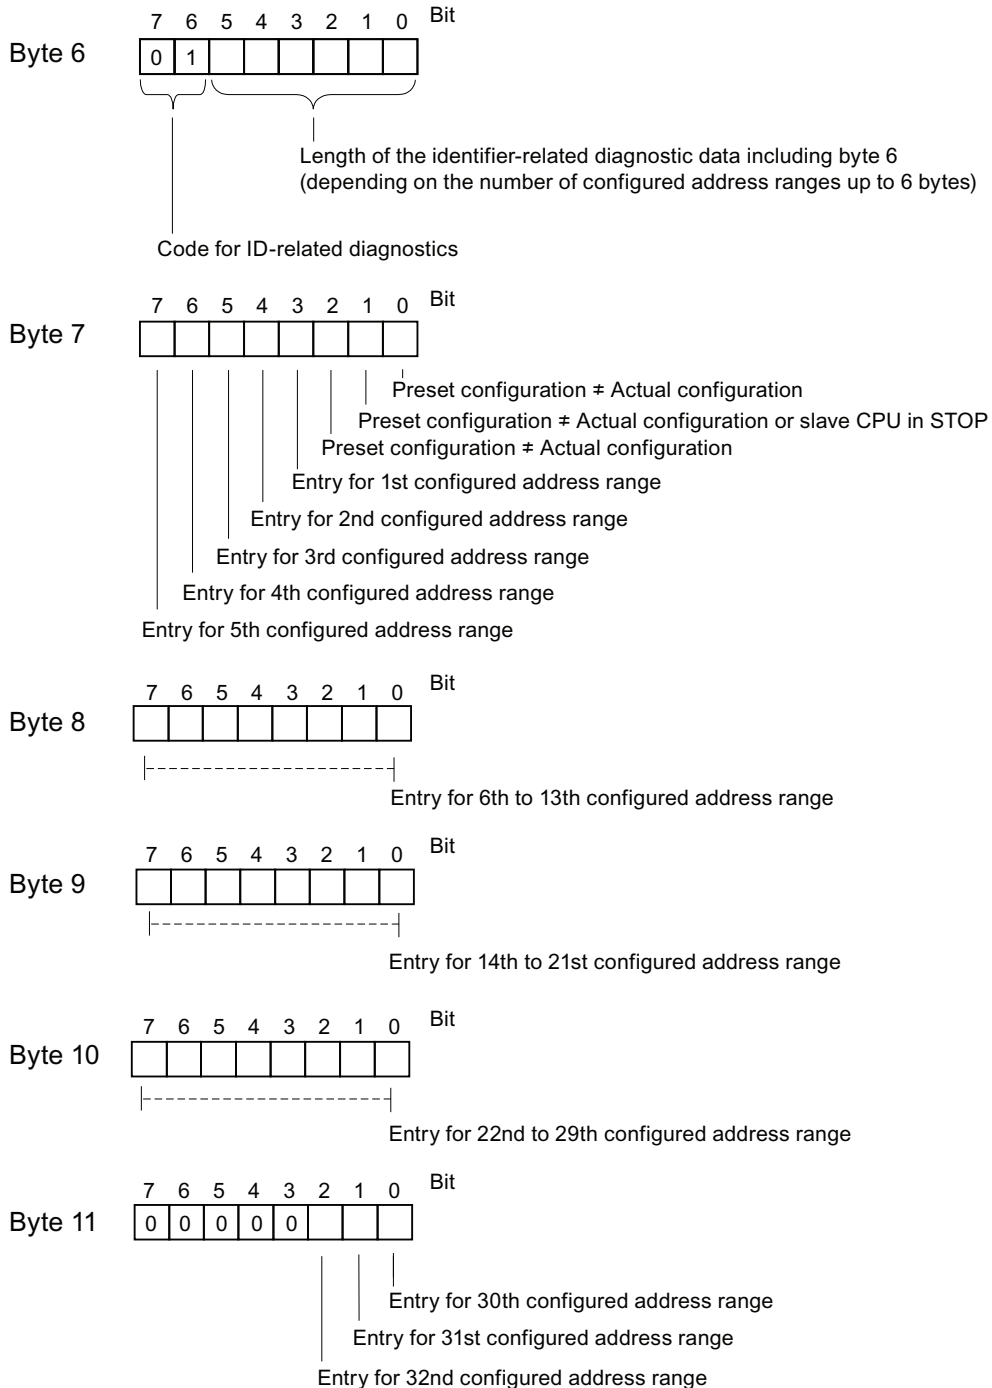 7 6 5 4 3 2 1 0 Bit
Byte 6 0 1
Length of the identifier-related diagnostic data including byte 6
(depending on the number of configured address ranges up to 6 bytes)
Code for ID-related diagnostics
7 6 5 4 3 2 1 0 Bit
Byte 7
Preset configuration ≠ Actual configuration
Preset configuration ≠ Actual configuration or slave CPU in STOP
Preset configuration ≠ Actual configuration
Entry for 1st configured address range
Entry for 2nd configured address range
Entry for 3rd configured address range
Entry for 4th configured address range
Entry for 5th configured address range
7 6 5 4 3 2 1 0 Bit
Byte 8
Entry for 6th to 13th configured address range
7 6 5 4 3 2 1 0 Bit
Byte 9
Entry for 14th to 21st configured address range
7 6 5 4 3 2 1 0 Bit
Byte 10
Entry for 22nd to 29th configured address range
7 6 5 4 3 2 1 0 Bit
Byte 11 0 0 0 0 0
Entry for 30th configured address range
Entry for 31st configured address range
Entry for 32nd configured address range